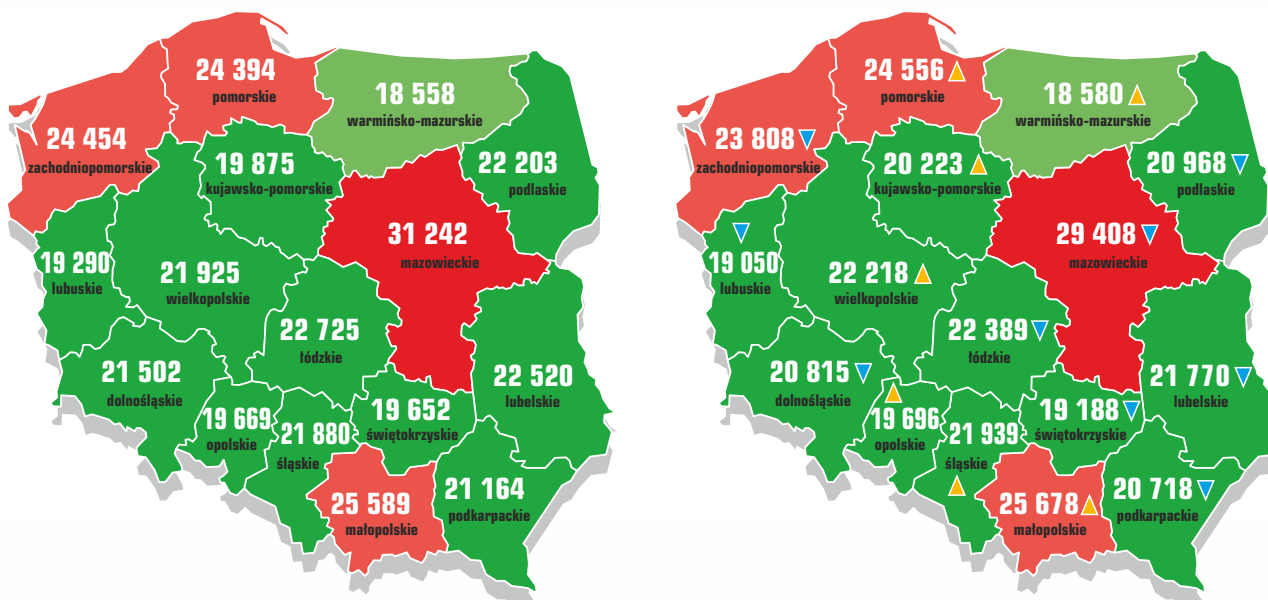 24 394
pomorskie
18 558
warmińsko-mazurskie
24 454
zachodniopomorskie
19 875
kujawsko-pomorskie
22 203
podlaskie
31 242
mazowieckie
19 290
lubuskie
21 925
wielkopolskie
22 725
łódzkie
21 502
dolnośląskie
22 520
lubelskie
19 669
opolskie
21 880
śląskie
19 652
świętokrzyskie
25 589
małopolskie
21 164
podkarpackie
24 556
pomorskie
18 580
warmińsko-mazurskie
23 808
zachodniopomorskie
20 223
kujawsko-pomorskie
20 968
podlaskie
29 408
mazowieckie
19 050
lubuskie
22 218
wielkopolskie
22 389
łódzkie
20 815
dolnośląskie
21 770
lubelskie
19 696
opolskie
21 939
śląskie
19 188
świętokrzyskie
25 678
małopolskie
20 718
podkarpackie